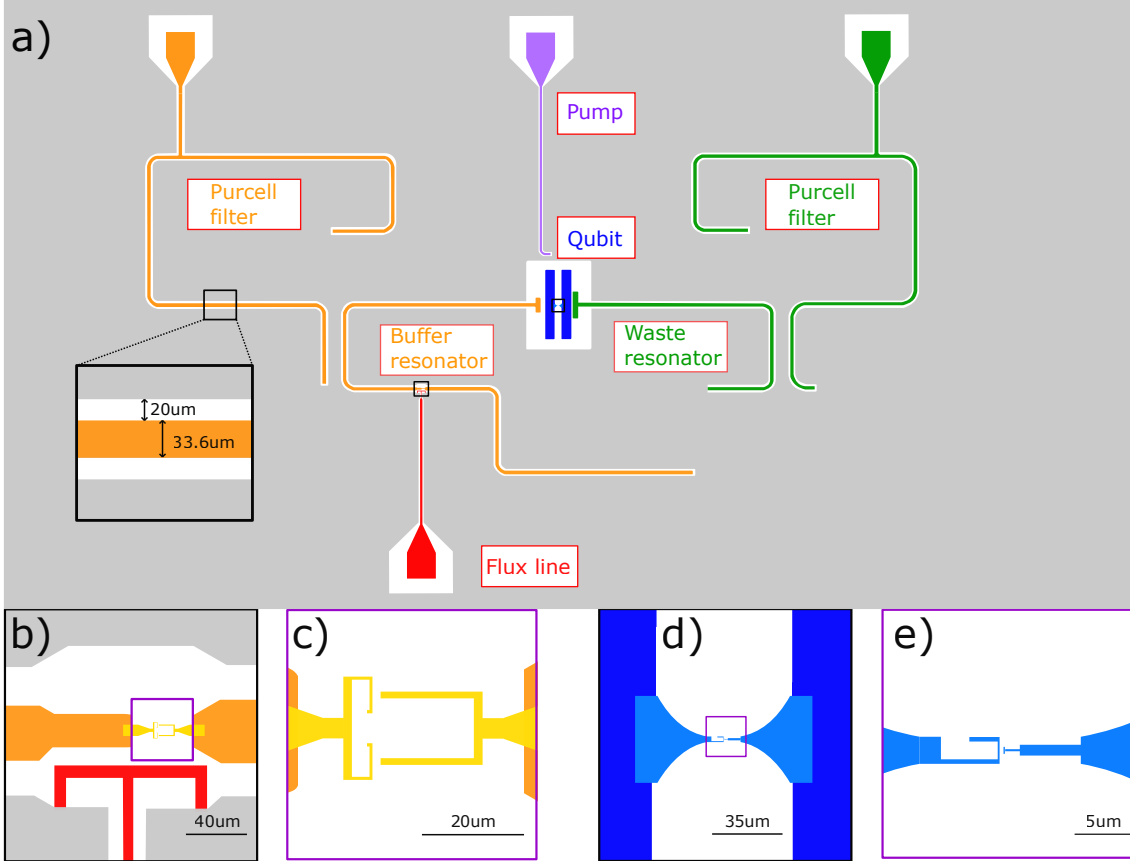 a)
Pump
Purcell
filter
Purcell
filter
Qubit
Buffer
resonator
Waste
resonator
20um
33.6um
Flux line
b)
c)
d)
e)
40um
20um
35um
5um